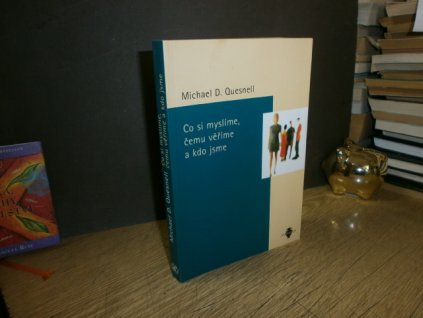 Michael D. Quesnell
Co si myslíme,
čemu věříme
a kdo jsme
Michael D. Quesnell Co si myslíme, čemu věříme a kdo jsme